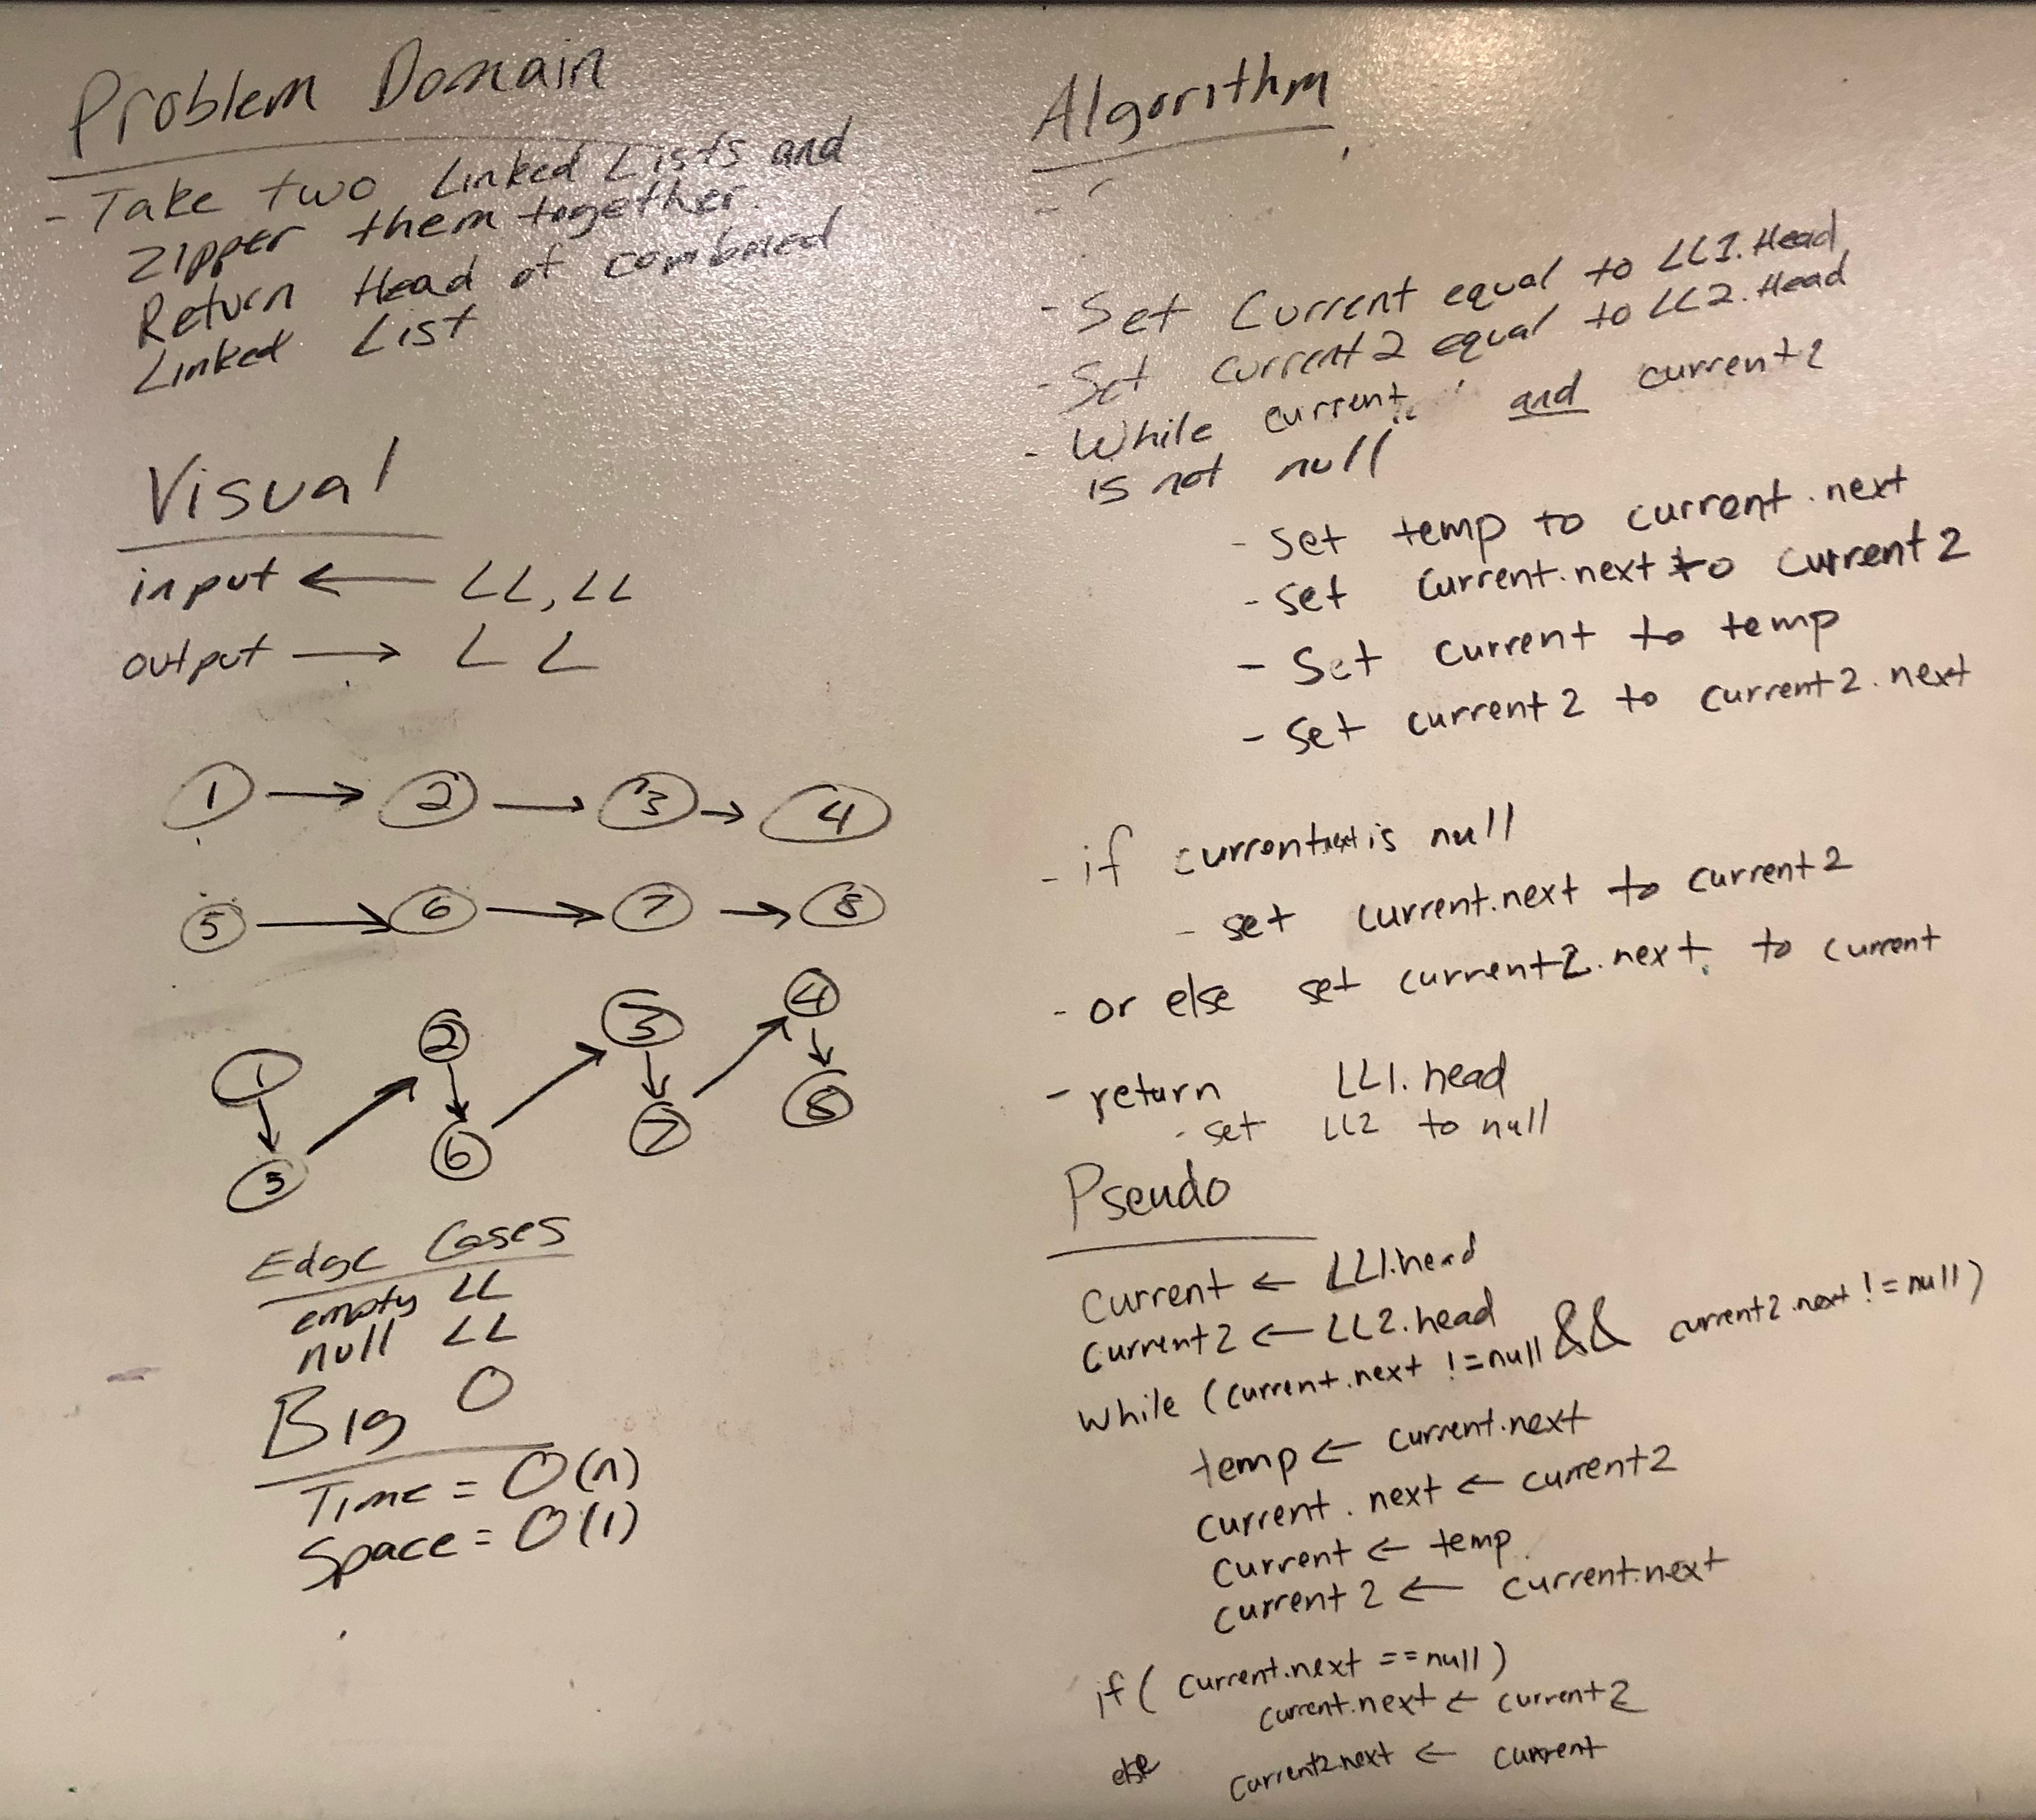 Problem Domain
- Take two Linked Lists and
Zipper them together.
Return Head of combined
Linked List
Visual
input ← LL, LL
output → LL
1 → 2 → 3 → 4
5 → 6 → 7 → 8
1 2 3 4
5 6 7 8
Edge Cases
empty LL
null LL
Big O
Time = O(n)
Space = O(1)
Algorithm
- Set Current equal to LL1.Head
- Set current2 equal to LL2.Head
- While current and current2
is not null
- Set temp to current.next
- Set Current.next to current2
- Set current to temp
- Set current2 to current2.next
- if current.next is null
- set current.next to current2
- or else set current2.next to current
- return LL1.head
- set LL2 to null
Pseudo
Current ← LL1.head
Current2 ← LL2.head
While (current.next != null && current2.next != null)
temp ← current.next
current.next ← current2
Current ← temp
Current2 ← current.next
if (current.next == null)
current.next ← current2
else current2.next ← current